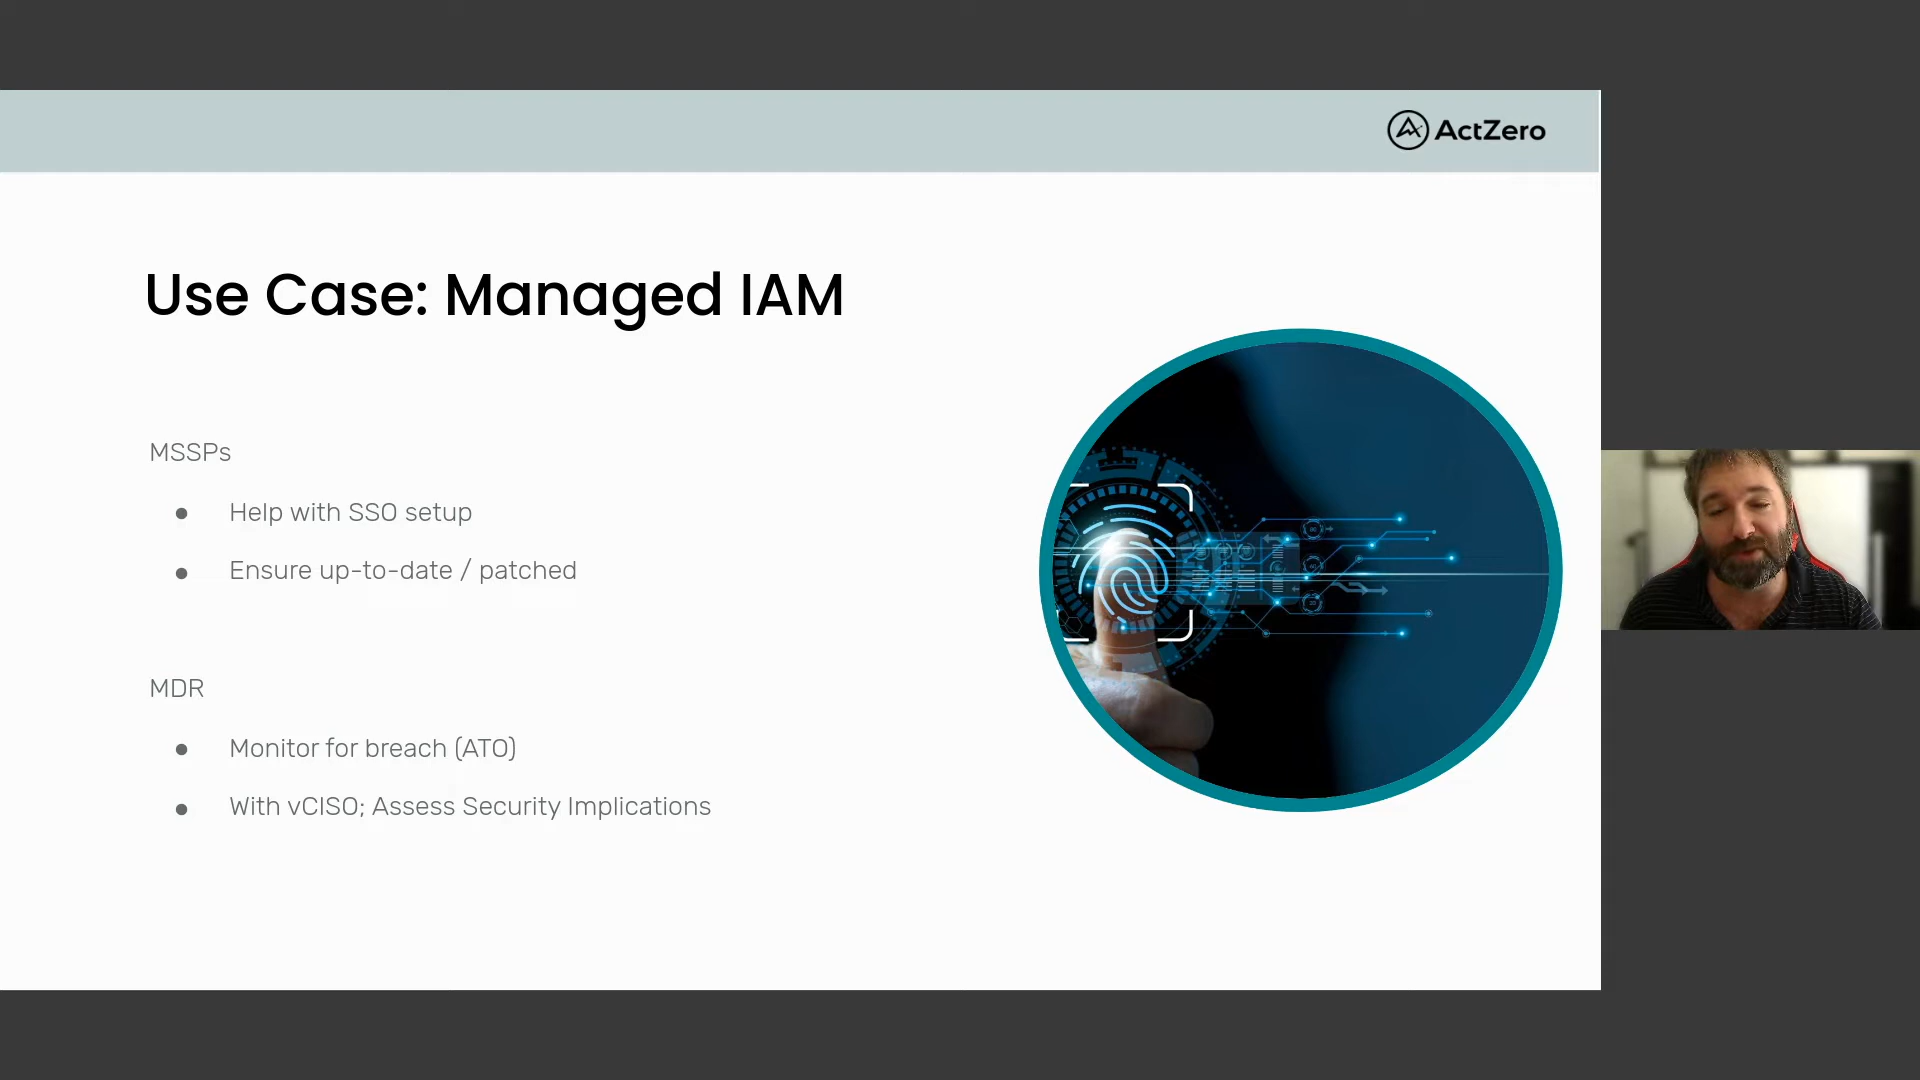 ActZero
Use Case: Managed IAM
MSSPs
● Help with SSO setup
● Ensure up-to-date / patched
MDR
● Monitor for breach (ATO)
● With vCISO; Assess Security Implications